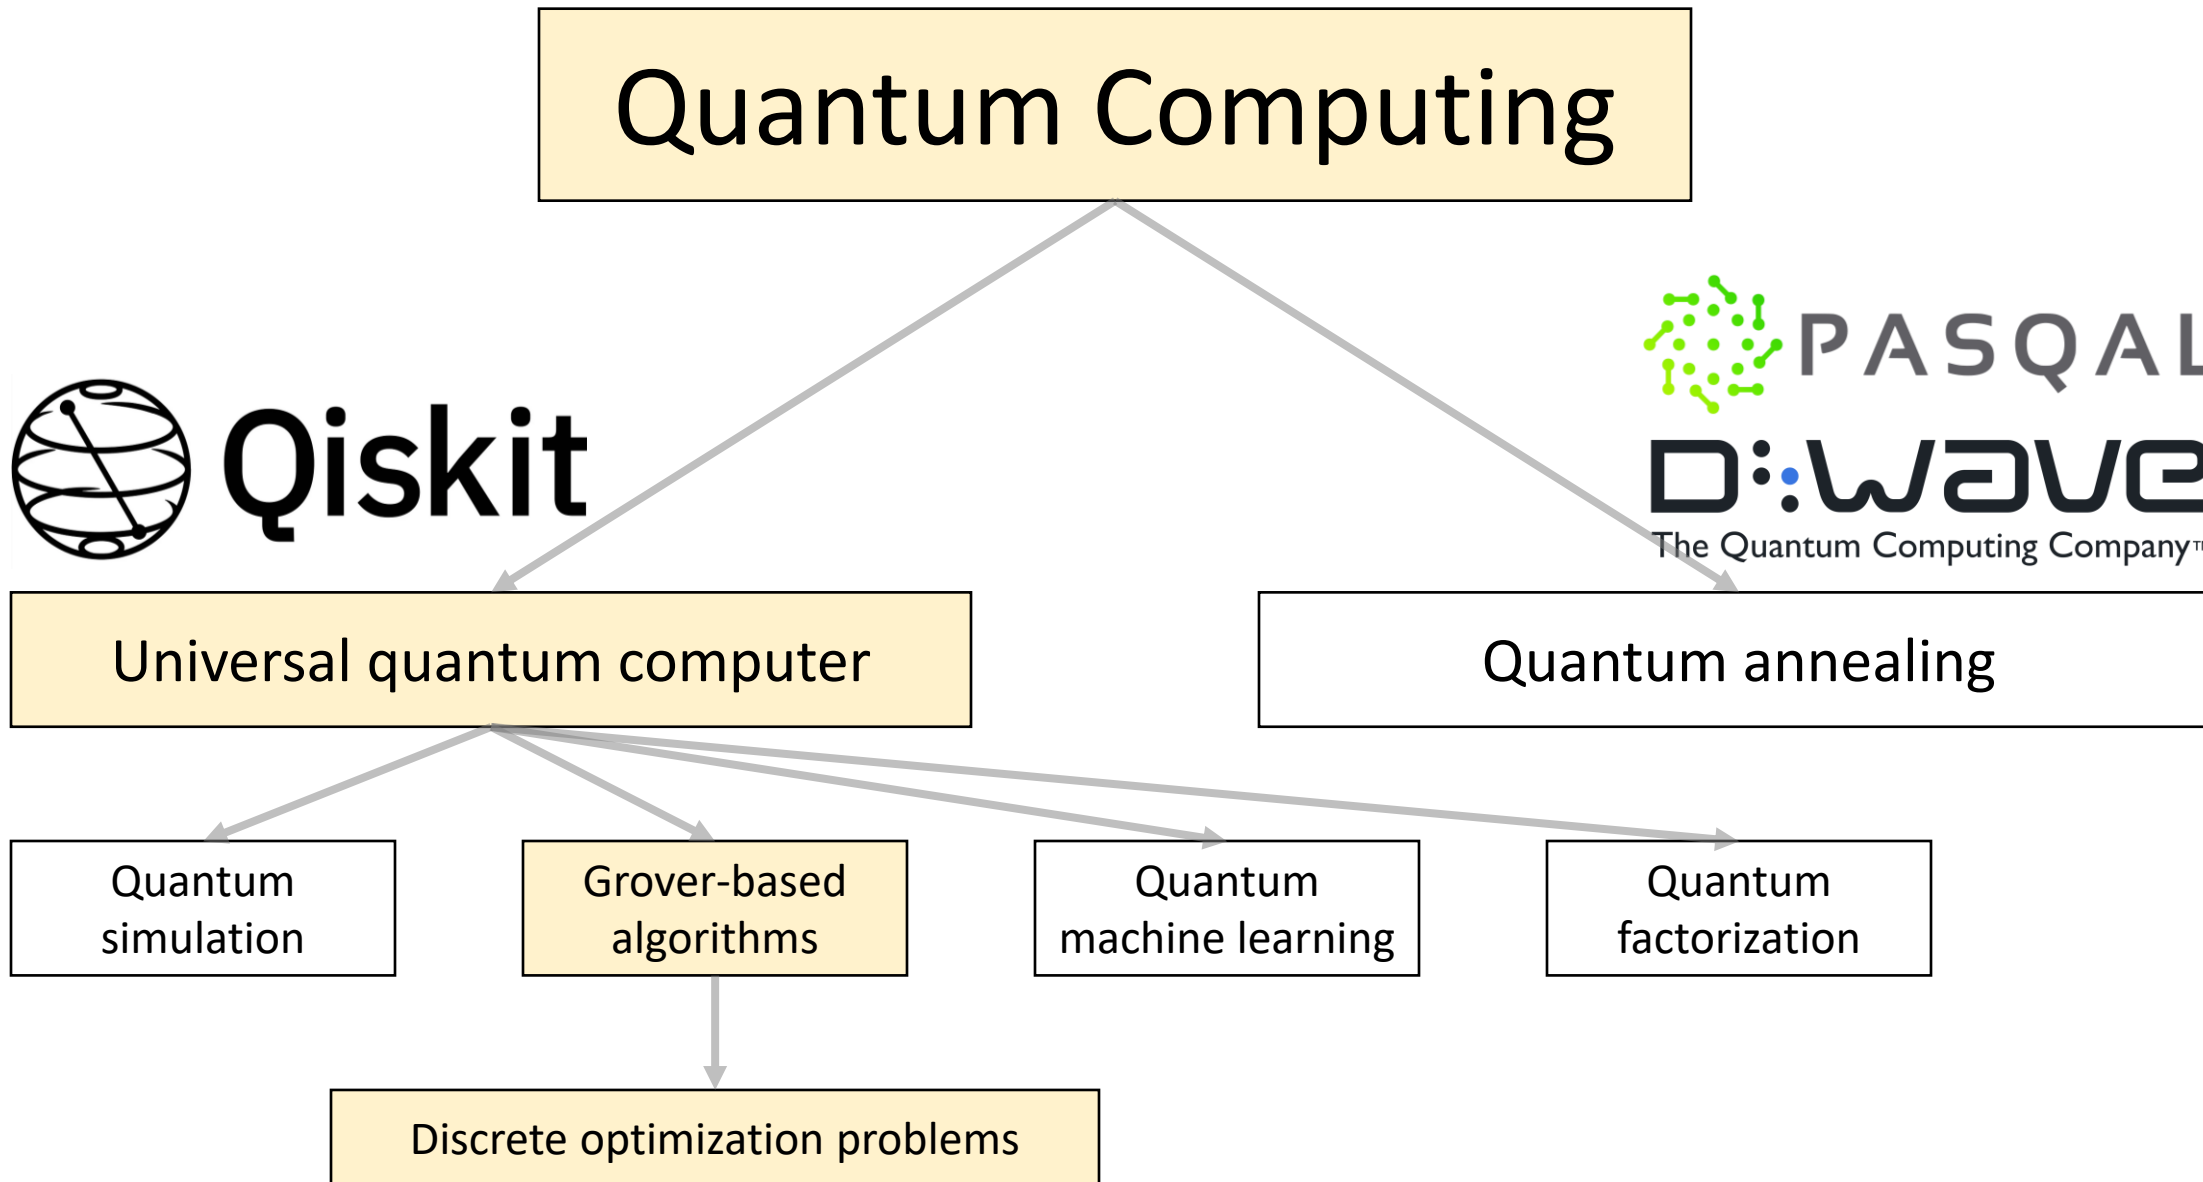 Quantum Computing
PASQAL
Qiskit
D:Wave
The Quantum Computing Company™
Universal quantum computer
Quantum annealing
Quantum
simulation
Grover-based
algorithms
Quantum
machine learning
Quantum
factorization
Discrete optimization problems